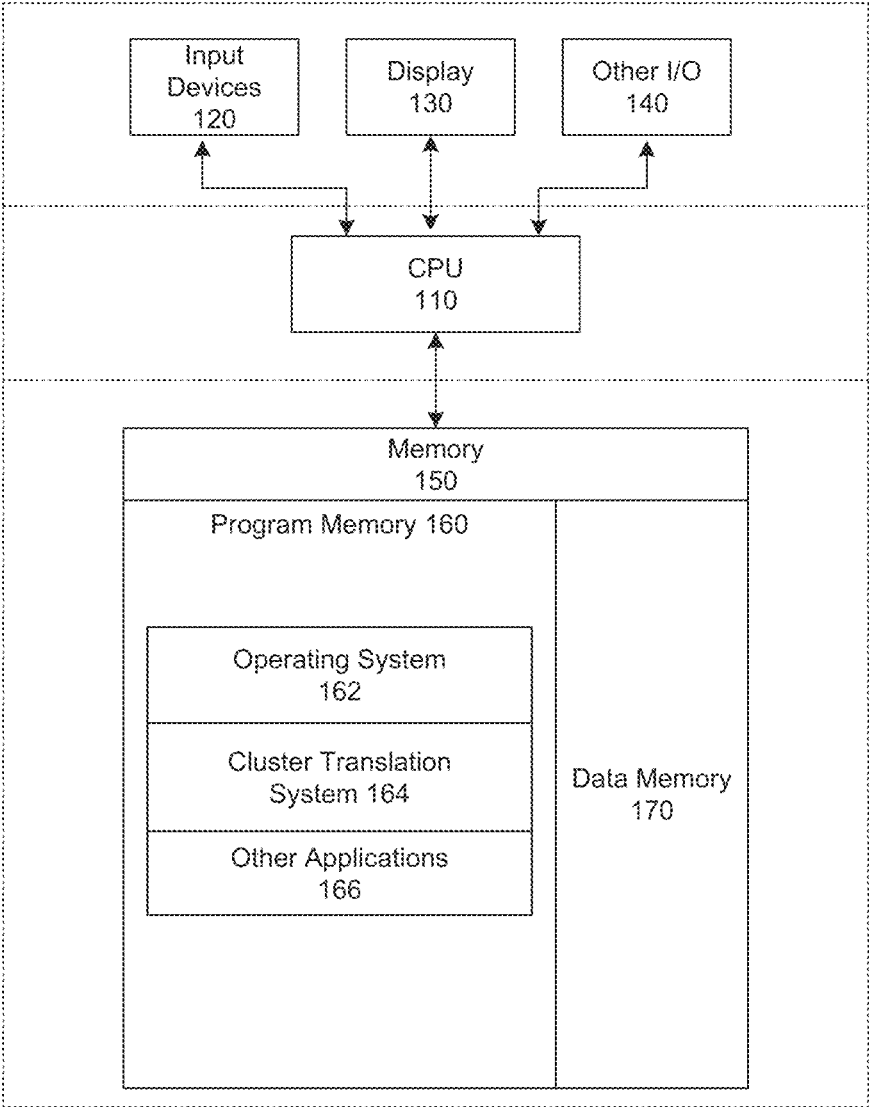 Input
Devices
120
Display
130
Other I/O
140
CPU
110
Memory
150
Program Memory 160
Operating System
162
Cluster Translation
System 164
Other Applications
166
Data Memory
170